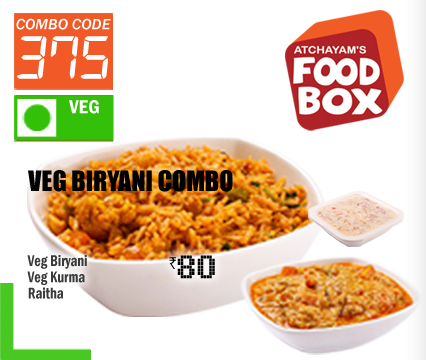 COMBO CODE
375
VEG
ATCHAYAM'S
FOOD
BOX
VEG BIRYANI COMBO
Veg Biryani
Veg Kurma
Raitha
₹80